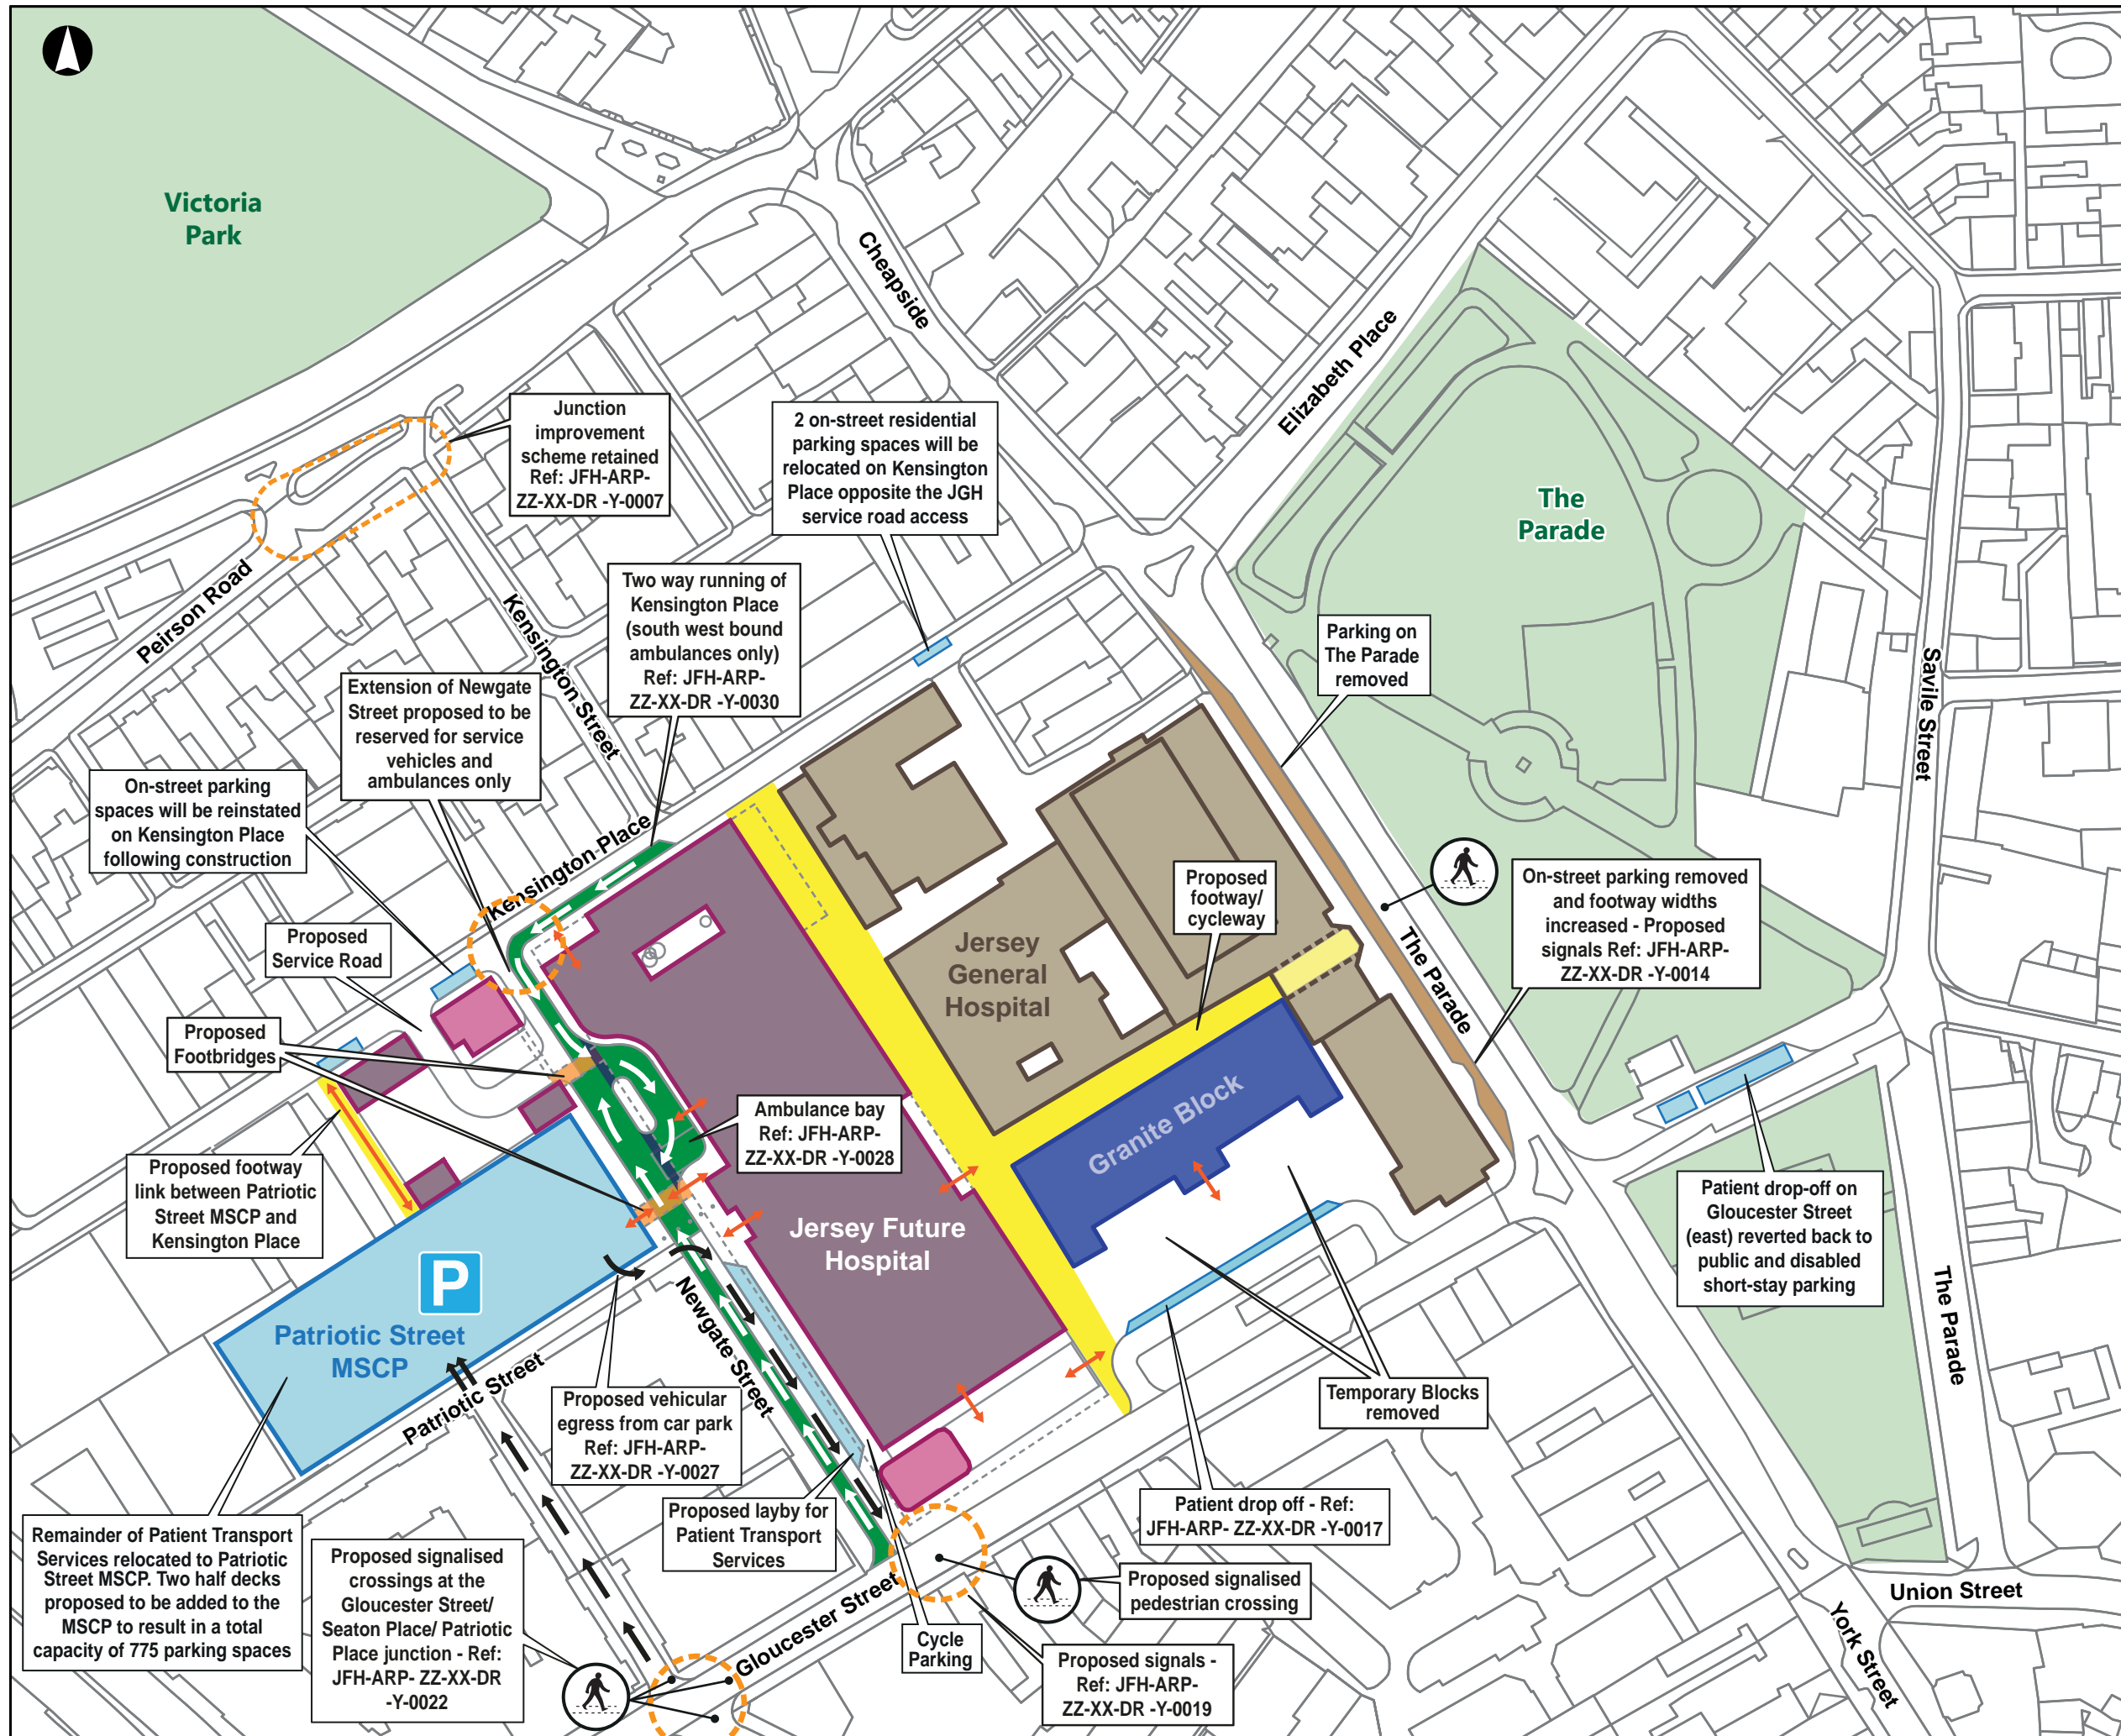 Victoria
Park
Cheapside
Elizabeth Place
Junction
improvement
scheme retained
Ref: JFH-ARP-
ZZ-XX-DR -Y-0007
2 on-street residential
parking spaces will be
relocated on Kensington
Place opposite the JGH
service road access
The
Parade
Peirson Road
Kensington Street
Two way running of
Kensington Place
(south west bound
ambulances only)
Ref: JFH-ARP-
ZZ-XX-DR -Y-0030
Parking on
The Parade
removed
Savile Street
Extension of Newgate
Street proposed to be
reserved for service
vehicles and
ambulances only
On-street parking
spaces will be reinstated
on Kensington Place
following construction
Kensington Place
Proposed
footway/
cycleway
On-street parking removed
and footway widths
increased - Proposed
signals Ref: JFH-ARP-
ZZ-XX-DR -Y-0014
Proposed
Service Road
Jersey
General
Hospital
The Parade
Proposed
Footbridges
Ambulance bay
Ref: JFH-ARP-
ZZ-XX-DR -Y-0028
Granite Block
Proposed footway
link between Patriotic
Street MSCP and
Kensington Place
Jersey Future
Hospital
Patient drop-off on
Gloucester Street
(east) reverted back to
public and disabled
short-stay parking
P
Patriotic Street
MSCP
Newgate Street
The Parade
Patriotic Street
Proposed vehicular
egress from car park
Ref: JFH-ARP-
ZZ-XX-DR -Y-0027
Temporary Blocks
removed
Proposed layby for
Patient Transport
Services
Patient drop off - Ref:
JFH-ARP- ZZ-XX-DR -Y-0017
Remainder of Patient Transport
Services relocated to Patriotic
Street MSCP. Two half decks
proposed to be added to the
MSCP to result in a total
capacity of 775 parking spaces
Proposed signalised
crossings at the
Gloucester Street/
Seaton Place/ Patriotic
Place junction - Ref:
JFH-ARP- ZZ-XX-DR
-Y-0022
Gloucester Street
Proposed signalised
pedestrian crossing
Union Street
Cycle
Parking
Proposed signals -
Ref: JFH-ARP-
ZZ-XX-DR -Y-0019
York Street